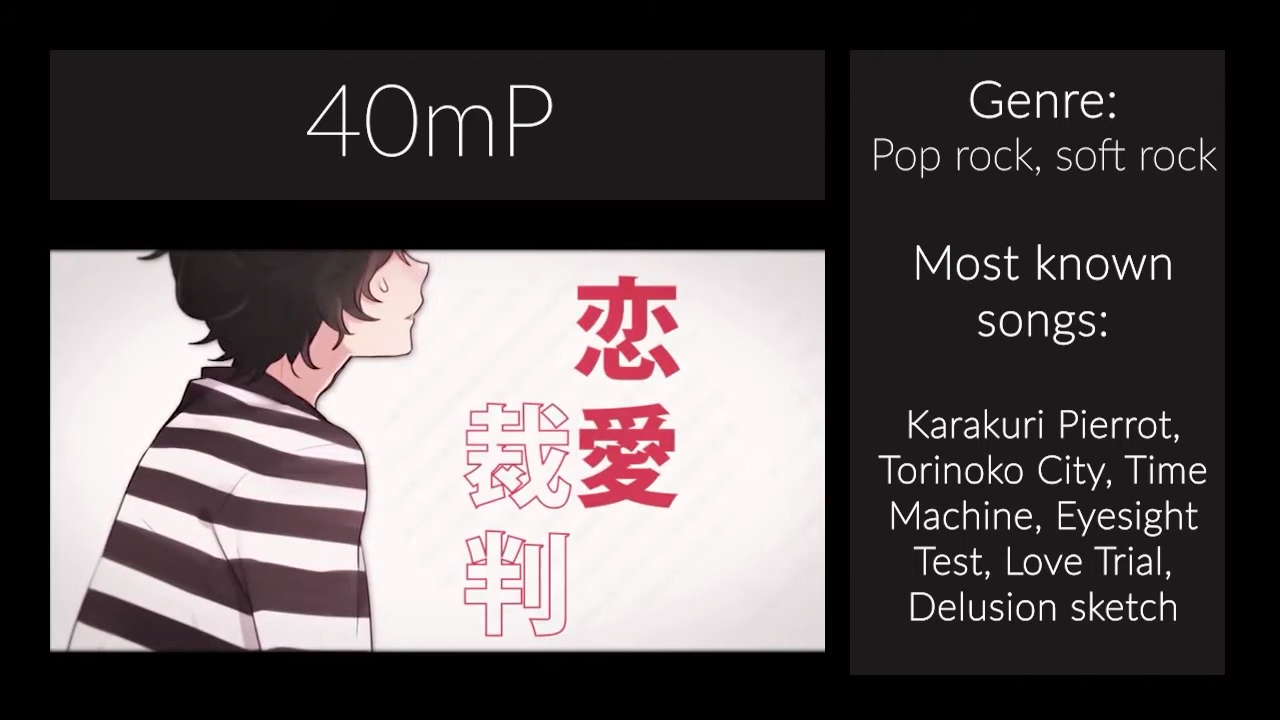 40mP
恋愛
裁判
Genre:
Pop rock, soft rock
Most known
songs:
Karakuri Pierrot,
Torinoko City, Time
Machine, Eyesight
Test, Love Trial,
Delusion sketch